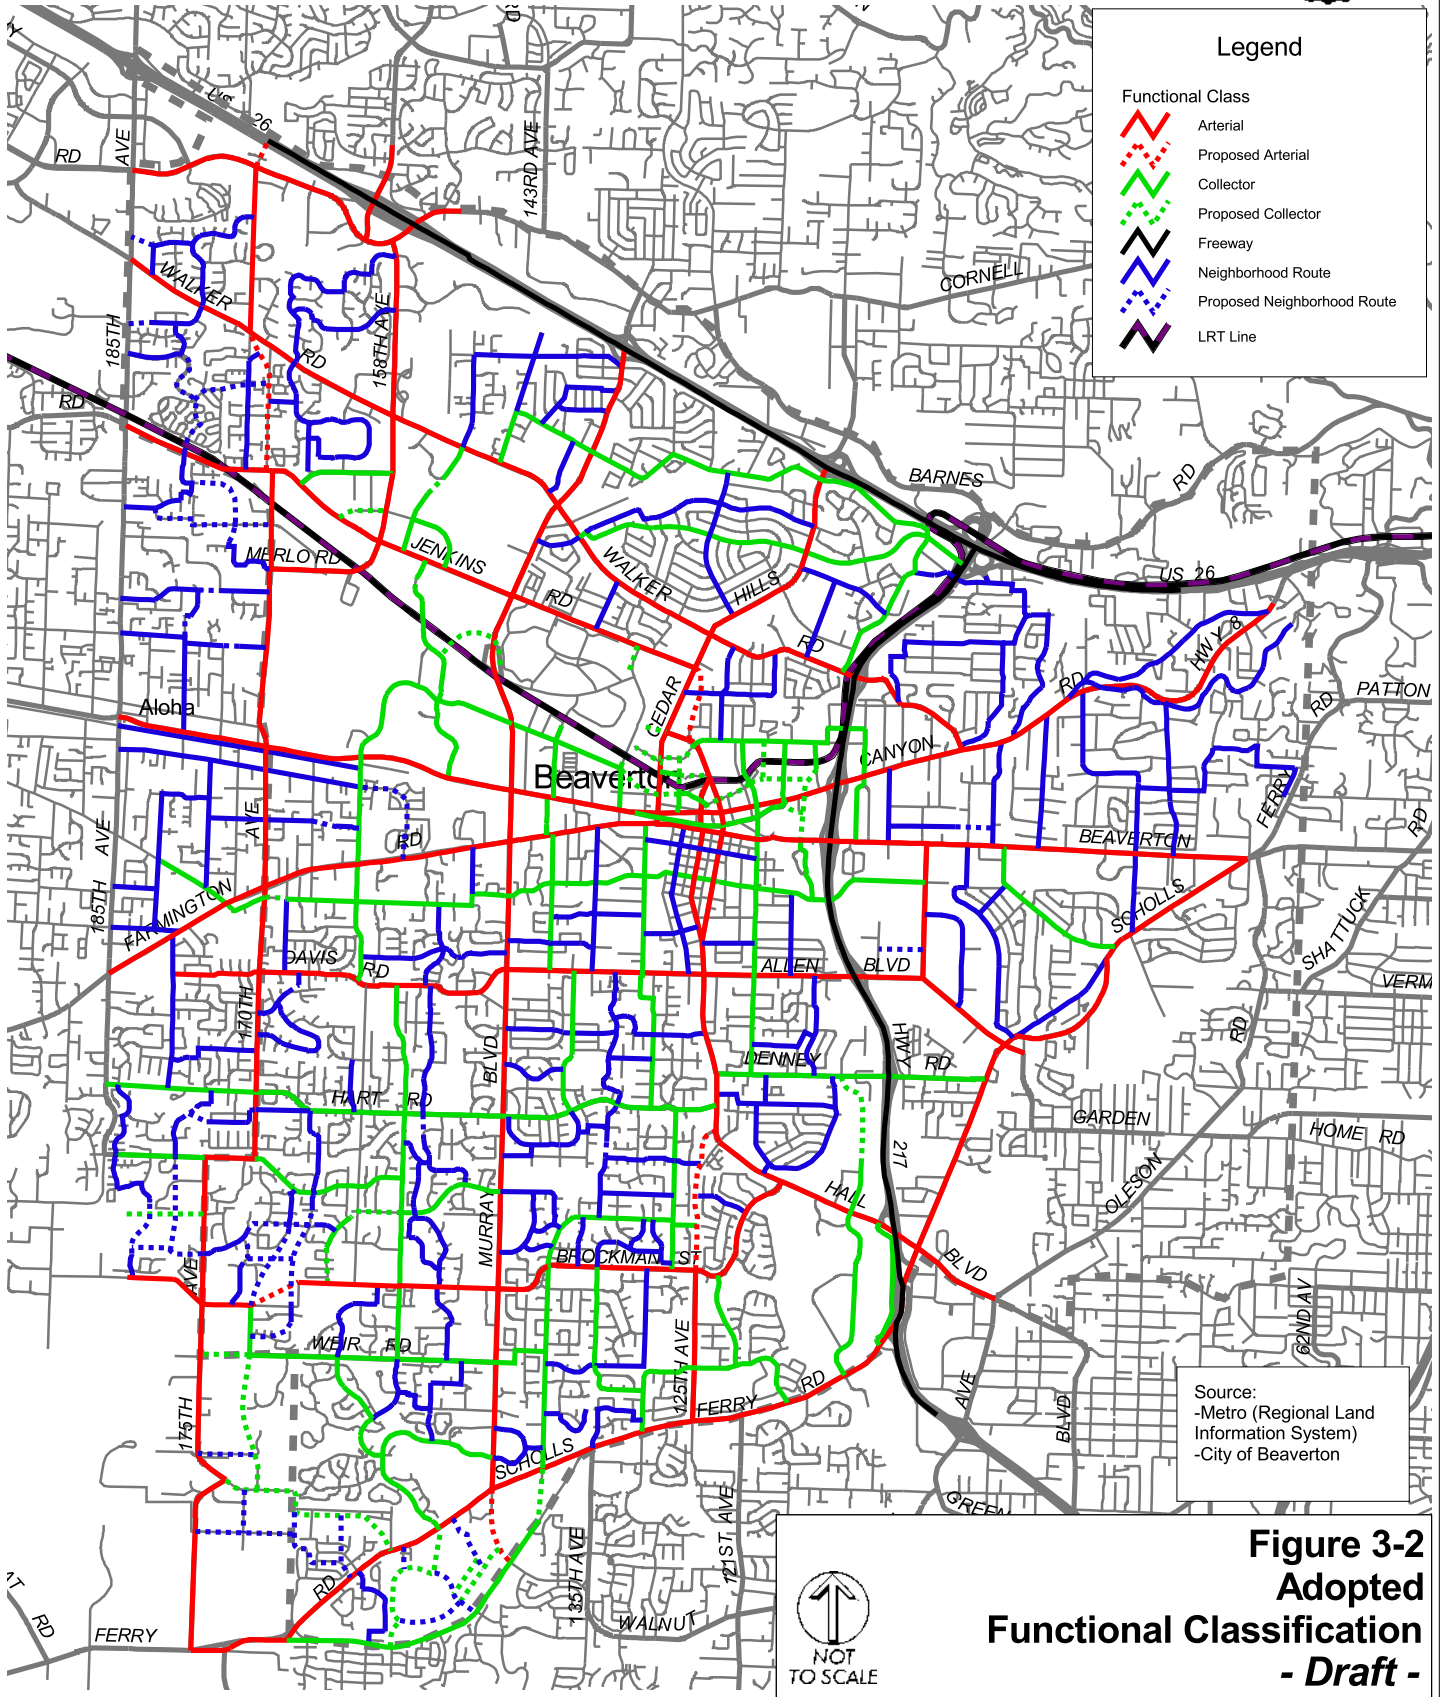 Legend
Functional Class
Arterial
Proposed Arterial
Collector
Proposed Collector
Freeway
Neighborhood Route
Proposed Neighborhood Route
LRT Line
US 26
RD
AVE
143RD AVE
RD
CORNELL
WALKER
RD
185TH
158TH AVE
RD
BARNES
RD
MERLO RD
JENKINS
RD
WALKER
HILLS
RD
US 26
HWY 8
RD
PATTON
RD
Aloha
CEDAR
CANYON
Beaverton
AVE
AVE
RD
BEAVERTON
FERRY
RD
185TH
FARMINGTON
SCHOLLS
SHATTUCK
DAVIS
RD
ALLEN
BLVD
VERM
170TH
BLVD
DENNEY
HWY
RD
RD
HART
RD
GARDEN
HOME RD
217
OLESON
HALL
MURRAY
BROCKMAN
ST
BLVD
AVE
62ND AV
WEIR
RD
125TH AVE
FERRY
RD
AVE
BLVD
175TH
SCHOLLS
GREEN
121ST AVE
135TH AVE
RD
WALNUT
RD
FERRY
Source:
-Metro (Regional Land
Information System)
-City of Beaverton
NOT
TO SCALE
Figure 3-2
Adopted
Functional Classification
- Draft -